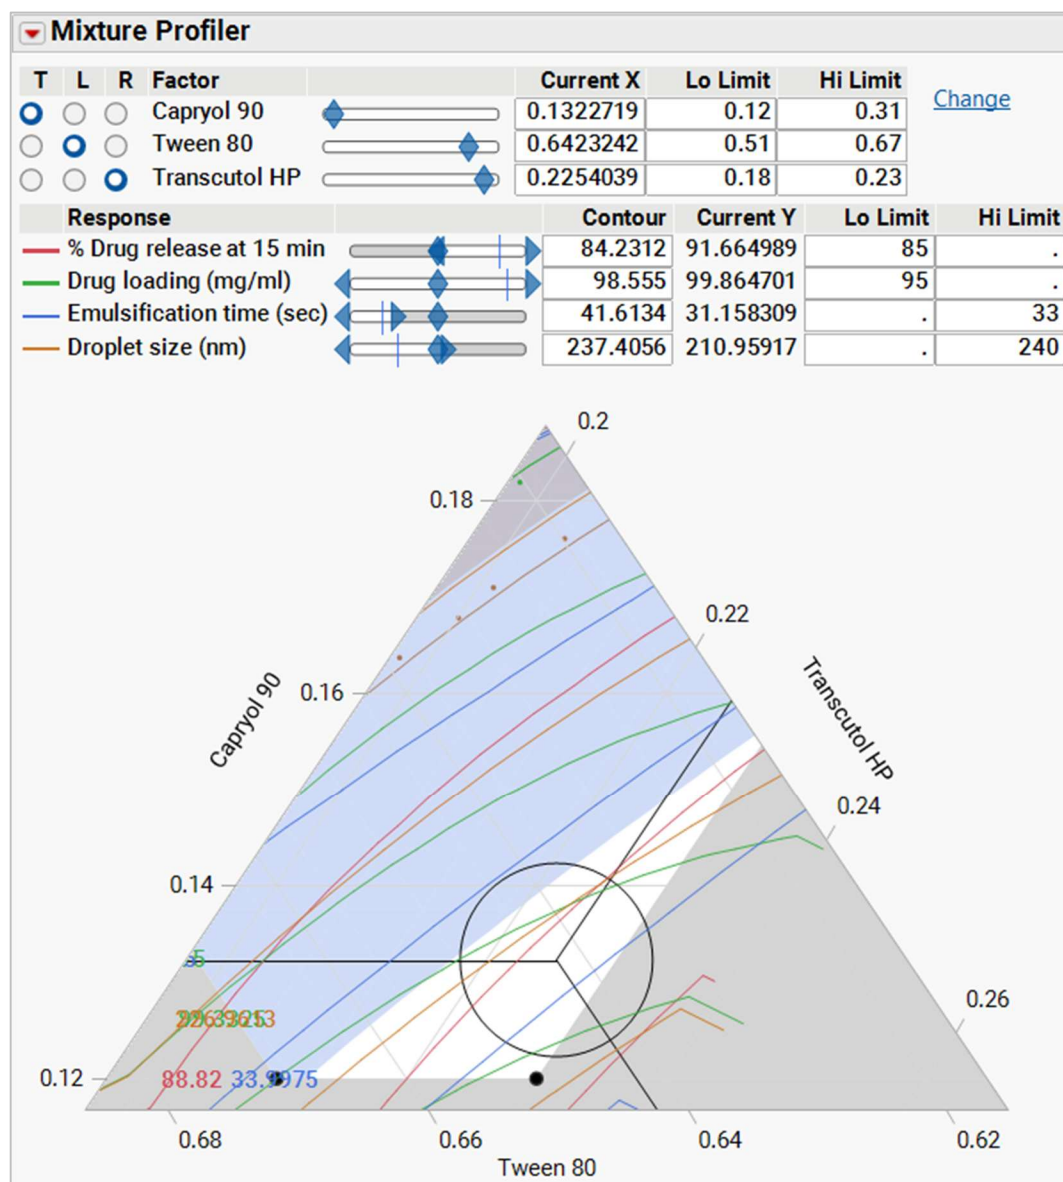 Mixture Profiler
T L R Factor Current X Lo Limit Hi Limit
Capryol 90 0.1322719 0.12 0.31 Change
Tween 80 0.6423242 0.51 0.67
Transcutol HP 0.2254039 0.18 0.23
Response Contour Current Y Lo Limit Hi Limit
% Drug release at 15 min 84.2312 91.664989 85 .
Drug loading (mg/ml) 98.555 99.864701 95 .
Emulsification time (sec) 41.6134 31.158309 . 33
Droplet size (nm) 237.4056 210.95917 . 240
0.2
0.18
0.22
Capryol 90
0.16
Transcutol HP
0.24
0.14
0.26
0.12
88.82
0.68 0.66 0.64 0.62
Tween 80